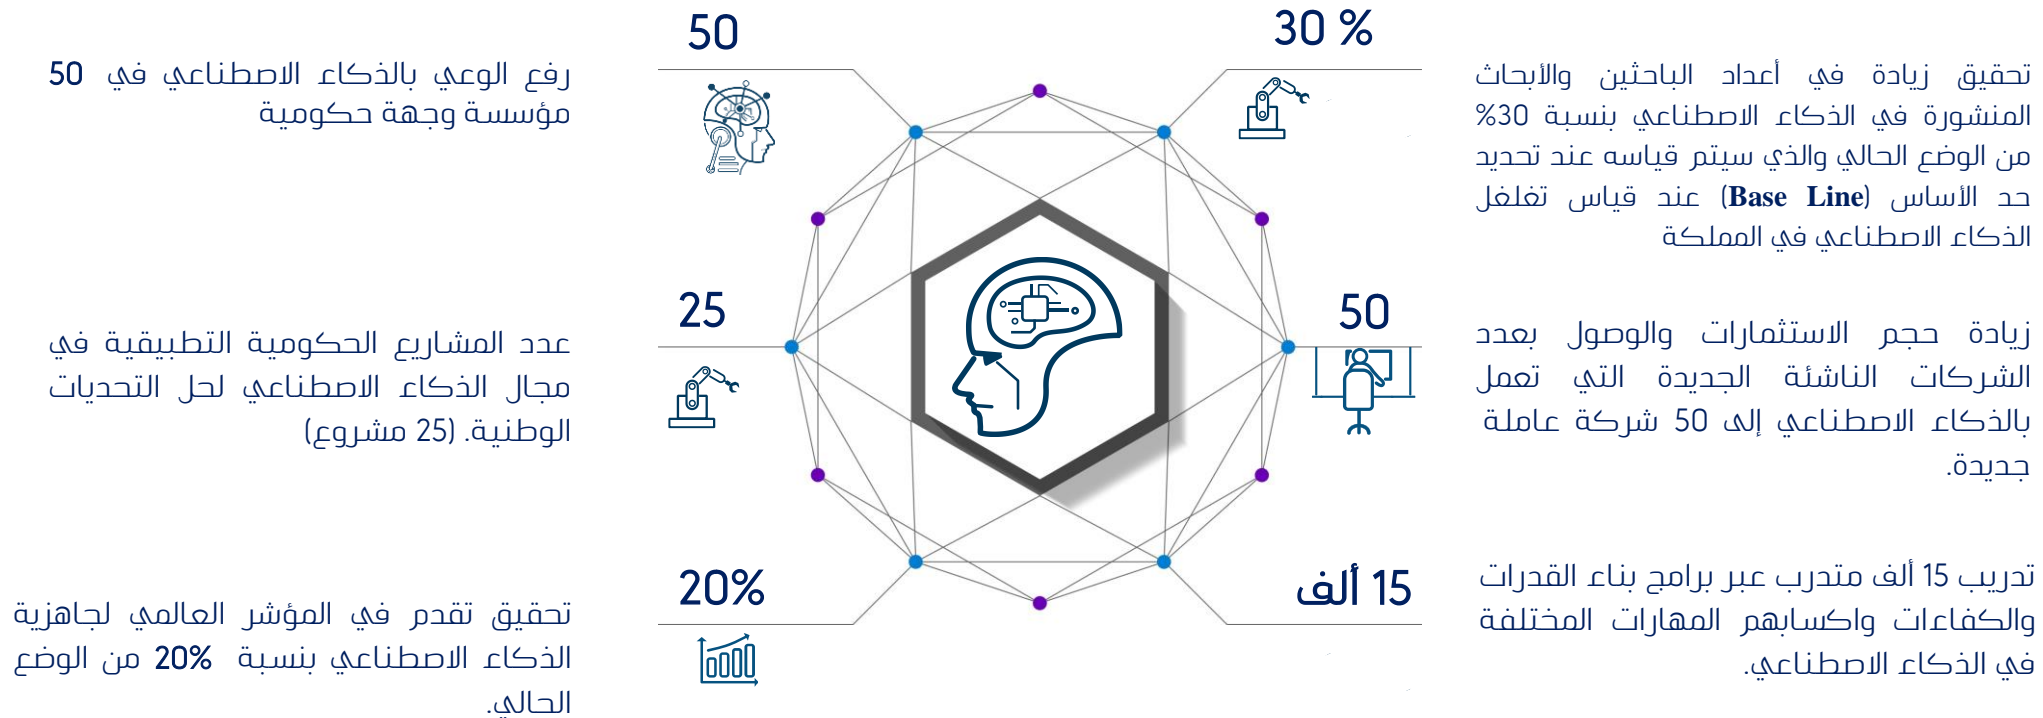 30 %
تحقيق زيادة في أعداد الباحثين والأبحاث
المنشورة في الذكاء الاصطناعي بنسبة 30%
من الوضع الحالي والذي سيتم قياسه عند تحديد
حد الأساس (Base Line) عند قياس تغلغل
الذكاء الاصطناعي في المملكة
50
زيادة حجم الاستثمارات والوصول بعدد
الشركات الناشئة الجديدة التي تعمل
بالذكاء الاصطناعي إلى 50 شركة عاملة
جديدة.
15 ألف
تدريب 15 ألف متدرب عبر برامج بناء القدرات
والكفاءات واكسابهم المهارات المختلفة
في الذكاء الاصطناعي.
50
رفع الوعي بالذكاء الاصطناعي في 50
مؤسسة وجهة حكومية
25
عدد المشاريع الحكومية التطبيقية في
مجال الذكاء الاصطناعي لحل التحديات
الوطنية. (25 مشروع)
20%
تحقيق تقدم في المؤشر العالمي لجاهزية
الذكاء الاصطناعي بنسبة 20% من الوضع
الحالي.